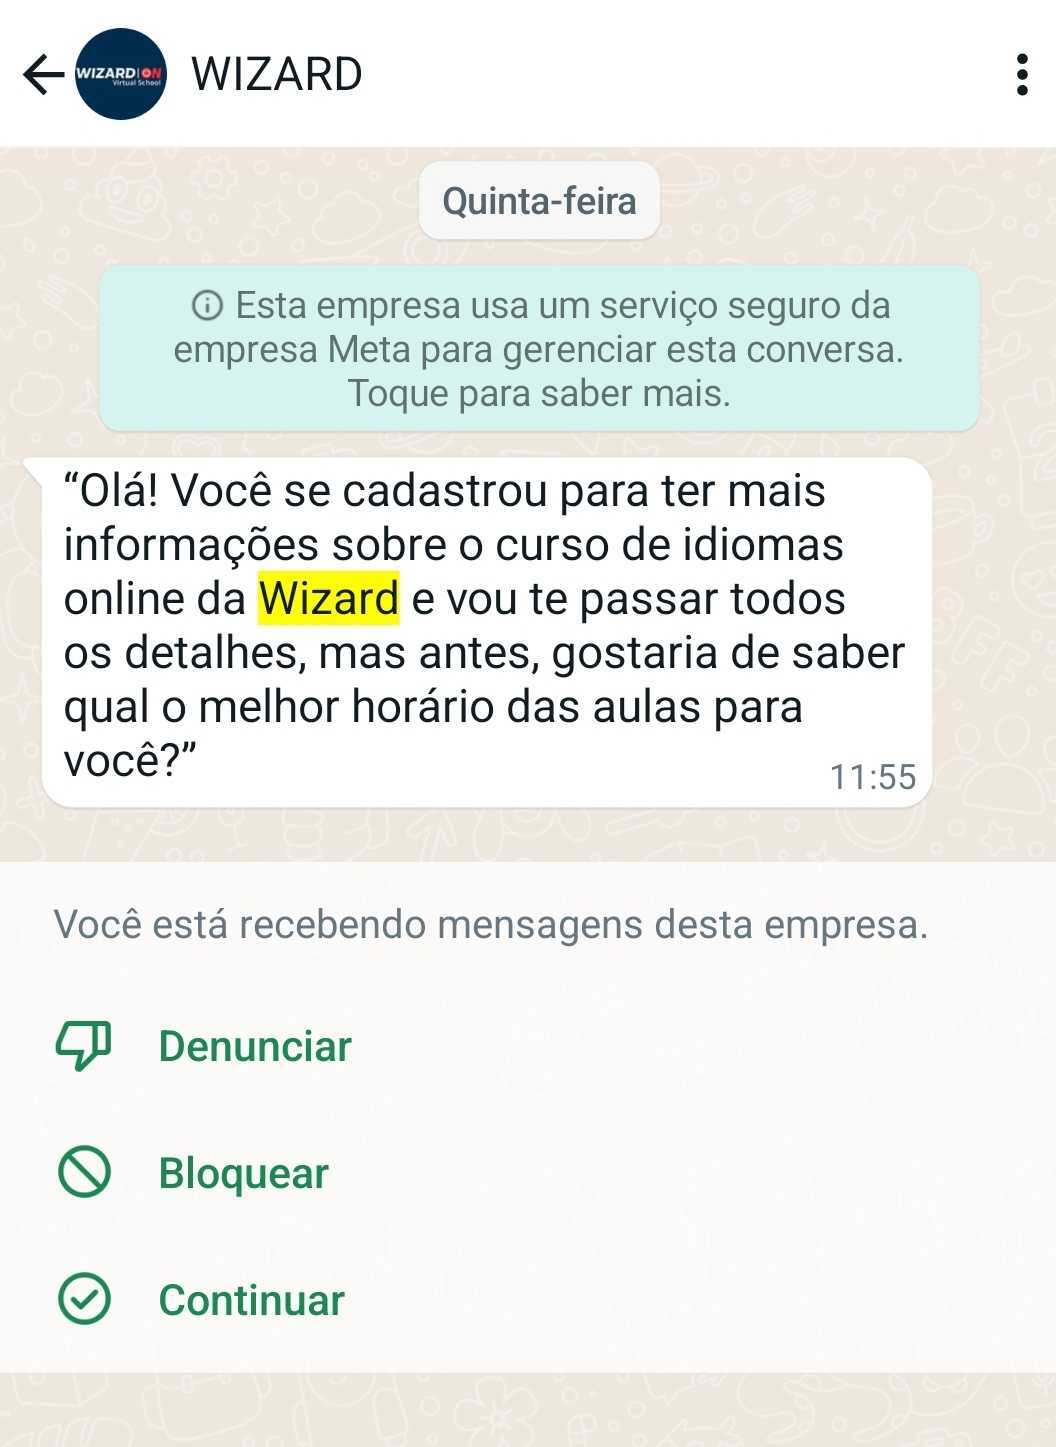 WIZARD ON
Virtual School
WIZARD
Quinta-feira
Esta empresa usa um serviço seguro da
empresa Meta para gerenciar esta conversa.
Toque para saber mais.
“Olá! Você se cadastrou para ter mais
informações sobre o curso de idiomas
online da Wizard e vou te passar todos
os detalhes, mas antes, gostaria de saber
qual o melhor horário das aulas para
você?”
11:55
Você está recebendo mensagens desta empresa.
Denunciar
Bloquear
Continuar